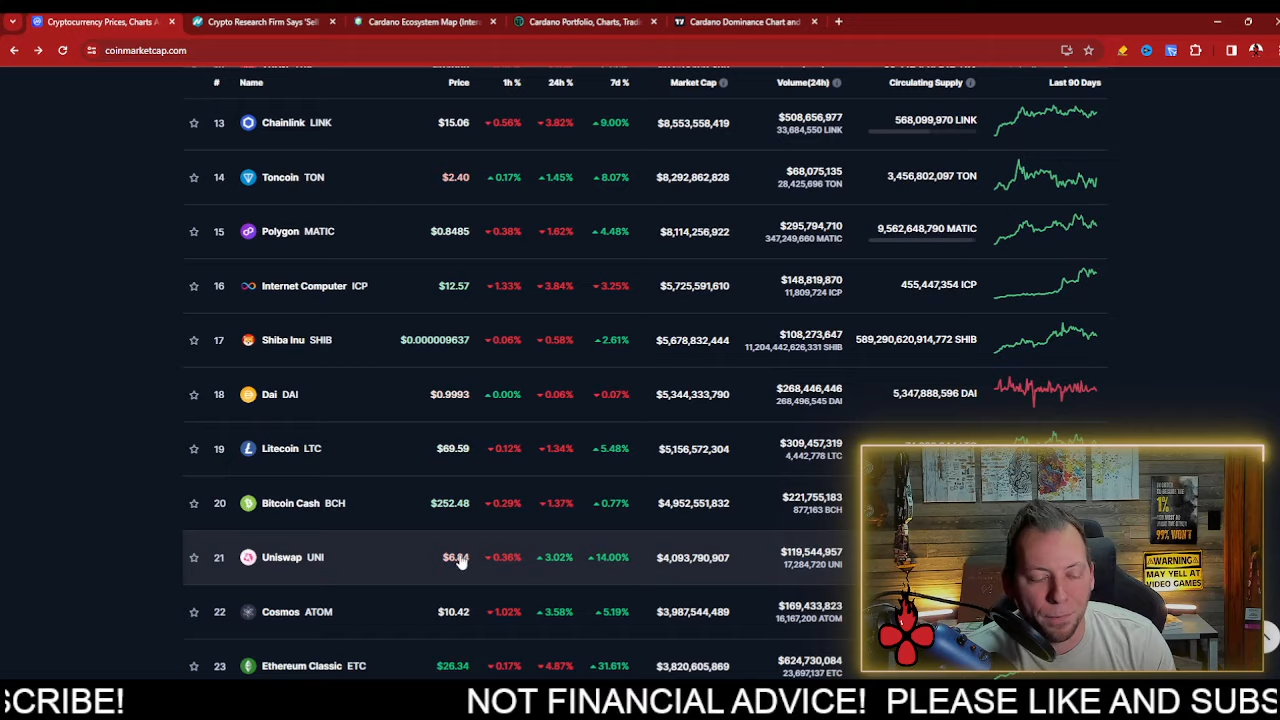 Cryptocurrency Prices, Charts A
Crypto Research Firm Says 'Sel
Cardano Ecosystem Map (Intera
Cardano Portfolio, Charts, Tradi
Cardano Dominance Chart and
coinmarketcap.com
# Name Price 1h % 24h % 7d % Market Cap Volume(24h) Circulating Supply Last 90 Days
13 Chainlink LINK $15.06 0.56% 3.82% 9.00% $8,553,558,419 $508,656,977 568,099,970 LINK
33,684,550 LINK
14 Toncoin TON $2.40 0.17% 1.45% 8.07% $8,292,862,828 $68,075,135 3,456,802,097 TON
28,425,696 TON
15 Polygon MATIC $0.8485 0.38% 1.62% 4.48% $8,114,256,922 $295,794,710 9,562,648,790 MATIC
347,249,660 MATIC
16 Internet Computer ICP $12.57 1.33% 3.84% 3.25% $5,725,591,610 $148,819,870 455,447,354 ICP
11,809,724 ICP
17 Shiba Inu SHIB $0.000009637 0.06% 0.58% 2.61% $5,678,832,444 $108,273,647 589,290,620,914,772 SHIB
11,204,442,626,331 SHIB
18 Dai DAI $0.9993 0.00% 0.06% 0.07% $5,344,333,790 $268,446,446 5,347,888,596 DAI
268,496,545 DAI
19 Litecoin LTC $69.59 0.12% 1.34% 5.48% $5,156,572,304 $309,457,319
4,442,778 LTC
20 Bitcoin Cash BCH $252.48 0.29% 1.37% 0.77% $4,952,551,832 $221,755,183
877,163 BCH
21 Uniswap UNI 0.36% 3.02% 14.00% $4,093,790,907 $119,544,957
17,284,720 UNI
22 Cosmos ATOM $10.42 1.02% 3.58% 5.19% $3,987,544,489 $169,433,823
16,167,200 ATOM
23 Ethereum Classic ETC $26.34 0.17% 4.87% 31.61% $3,820,605,869 $624,730,084
23,697,137 ETC
1%
99% WON'T
WARNING
MAY YELL AT
VIDEO GAMES
SCRIBE! NOT FINANCIAL ADVICE! PLEASE LIKE AND SUBS